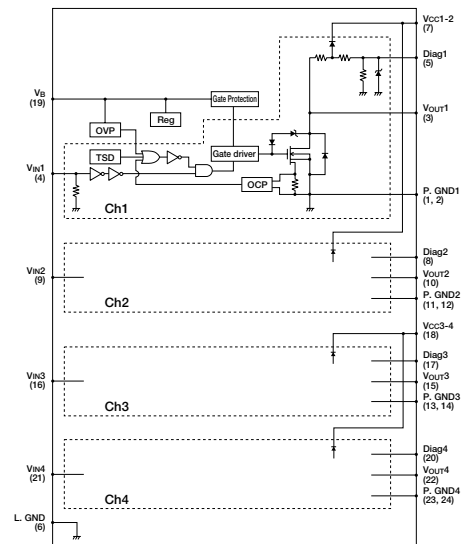 Vcc1-2
(7)
Diag1
(5)
VB
(19)
Gate Protection
Reg
OVP
VOUT1
(3)
TSD
Gate driver
VIN1
(4)
OCP
P. GND1
(1, 2)
Ch1
Diag2
(8)
VIN2
(9)
VOUT2
(10)
P. GND2
(11, 12)
Ch2
Vcc3-4
(18)
Diag3
(17)
VIN3
(16)
VOUT3
(15)
P. GND3
(13, 14)
Ch3
Diag4
(20)
VIN4
(21)
VOUT4
(22)
P. GND4
(23, 24)
Ch4
L. GND
(6)